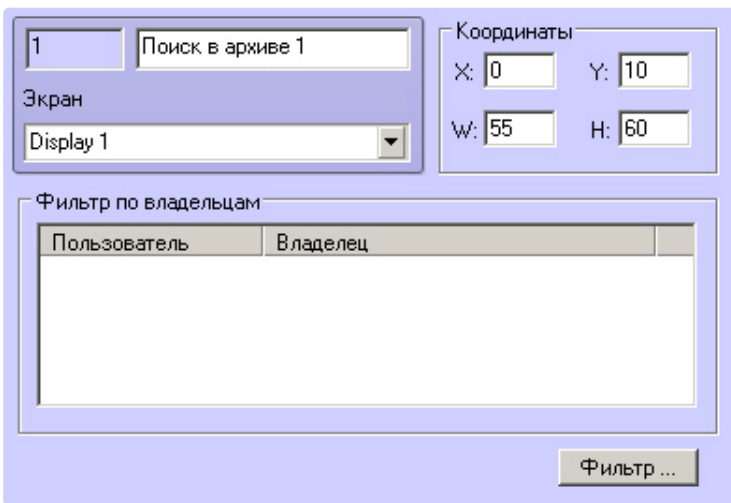 1 Поиск в архиве 1
Экран
Display 1
Координаты
X: 0 Y: 10
W: 55 H: 60
Фильтр по владельцам
Пользователь Владелец
Фильтр ...